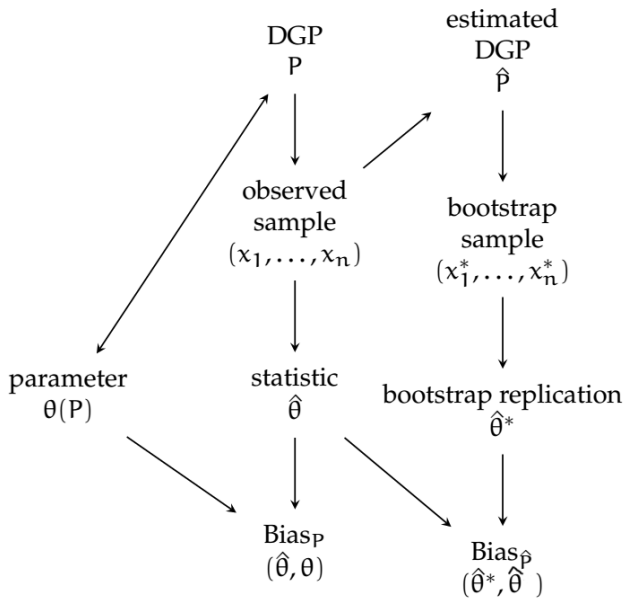 DGP
P
estimated
DGP
P̂
observed
sample
(x₁, . . . , xₙ)
bootstrap
sample
(x₁*, . . . , xₙ*)
parameter
θ(P)
statistic
θ̂
bootstrap replication
θ̂*
Bias_P
(θ̂, θ)
Bias_P̂
(θ̂*, θ̂ )